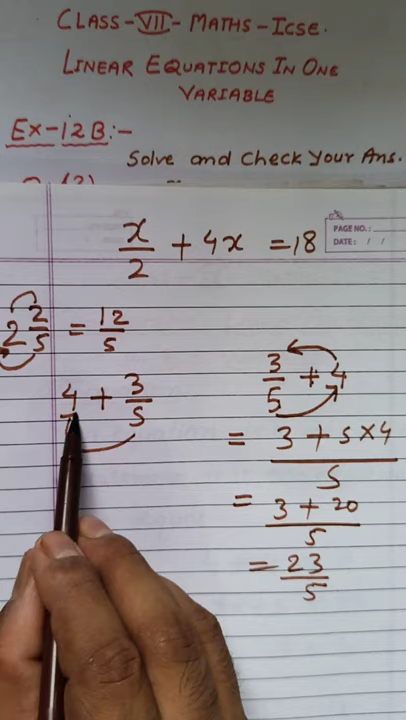 CLASS-VII- MATHS-ICSE.
LINEAR EQUATIONS IN ONE
VARIABLE
Ex-12B:-
Solve and Check Your Ans.
x/2 + 4x = 18
PAGE NO.:
DATE: / /
2 2/5 = 12/5
4 + 3/5
3/5 + 4
= 3 + 5×4 / 5
= 3 + 20 / 5
= 23/5